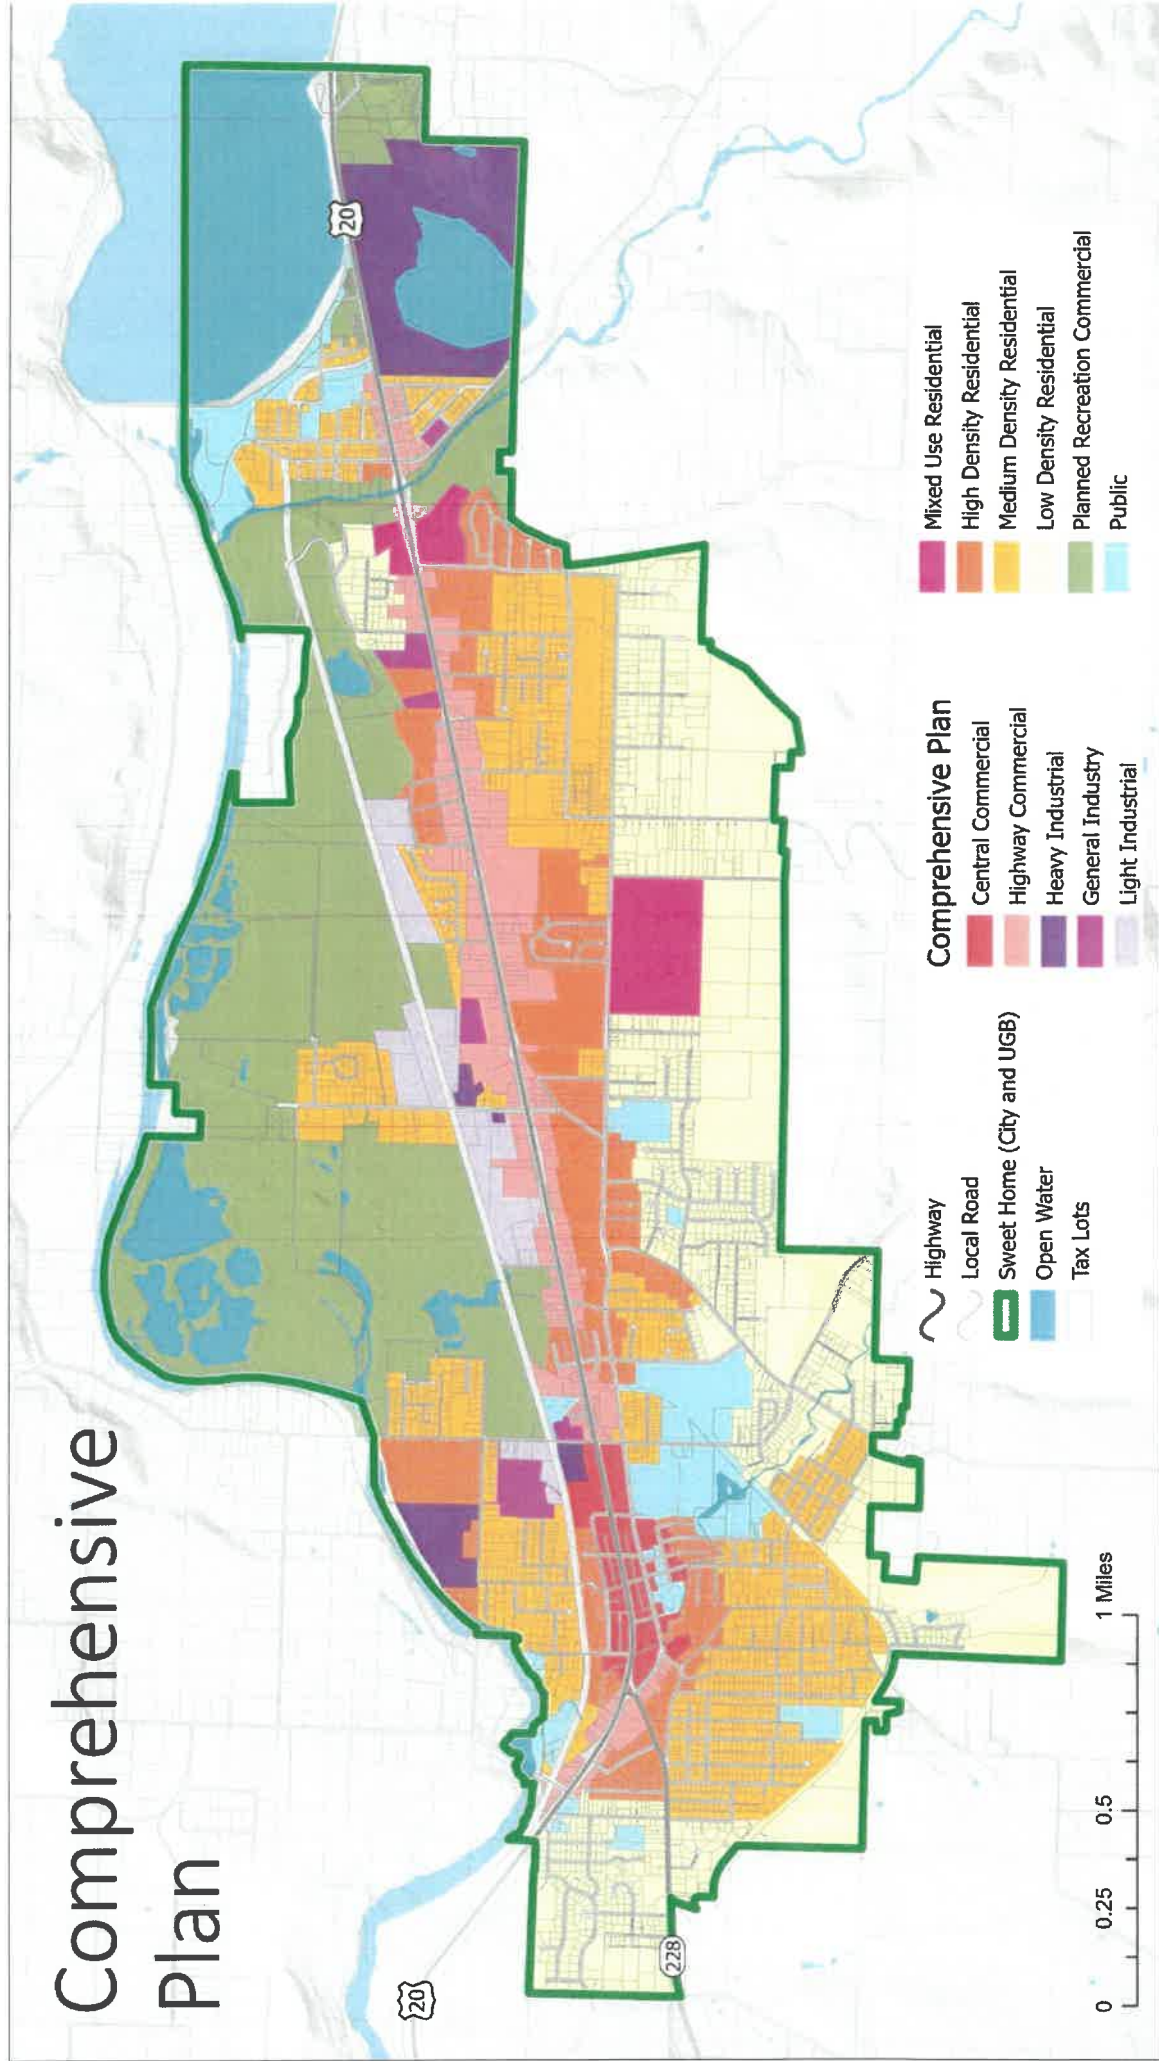 Comprehensive
Plan
20
20
228
Highway
Local Road
Sweet Home (City and UGB)
Open Water
Tax Lots
Comprehensive Plan
Central Commercial
Highway Commercial
Heavy Industrial
General Industry
Light Industrial
Mixed Use Residential
High Density Residential
Medium Density Residential
Low Density Residential
Planned Recreation Commercial
Public
0 0.25 0.5 1 Miles